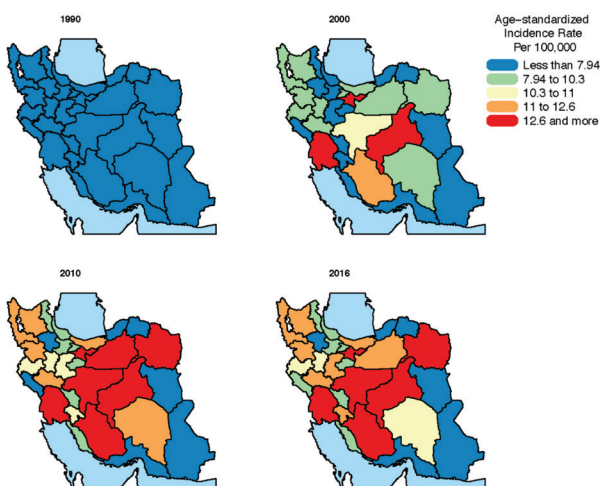 1990
2000
Age−standardized
Incidence Rate
Per 100,000
Less than 7.94
7.94 to 10.3
10.3 to 11
11 to 12.6
12.6 and more
2010
2016